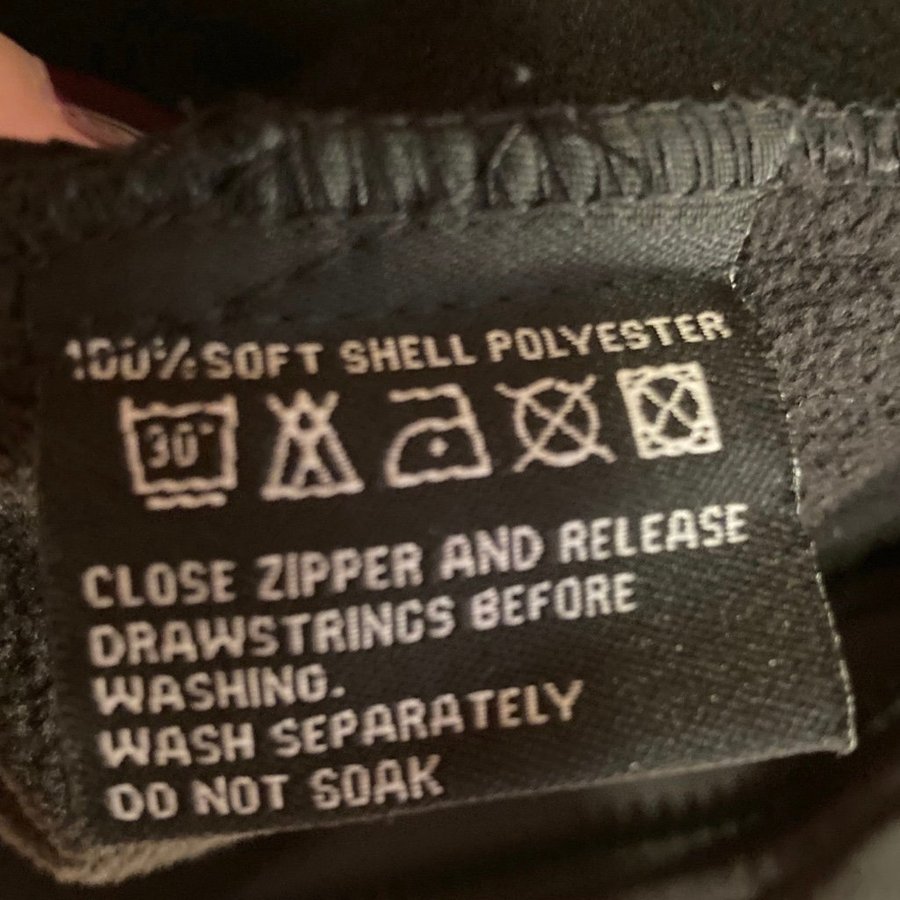 100% SOFT SHELL POLYESTER
30°
CLOSE ZIPPER AND RELEASE
DRAWSTRINGS BEFORE
WASHING.
WASH SEPARATELY
DO NOT SOAK